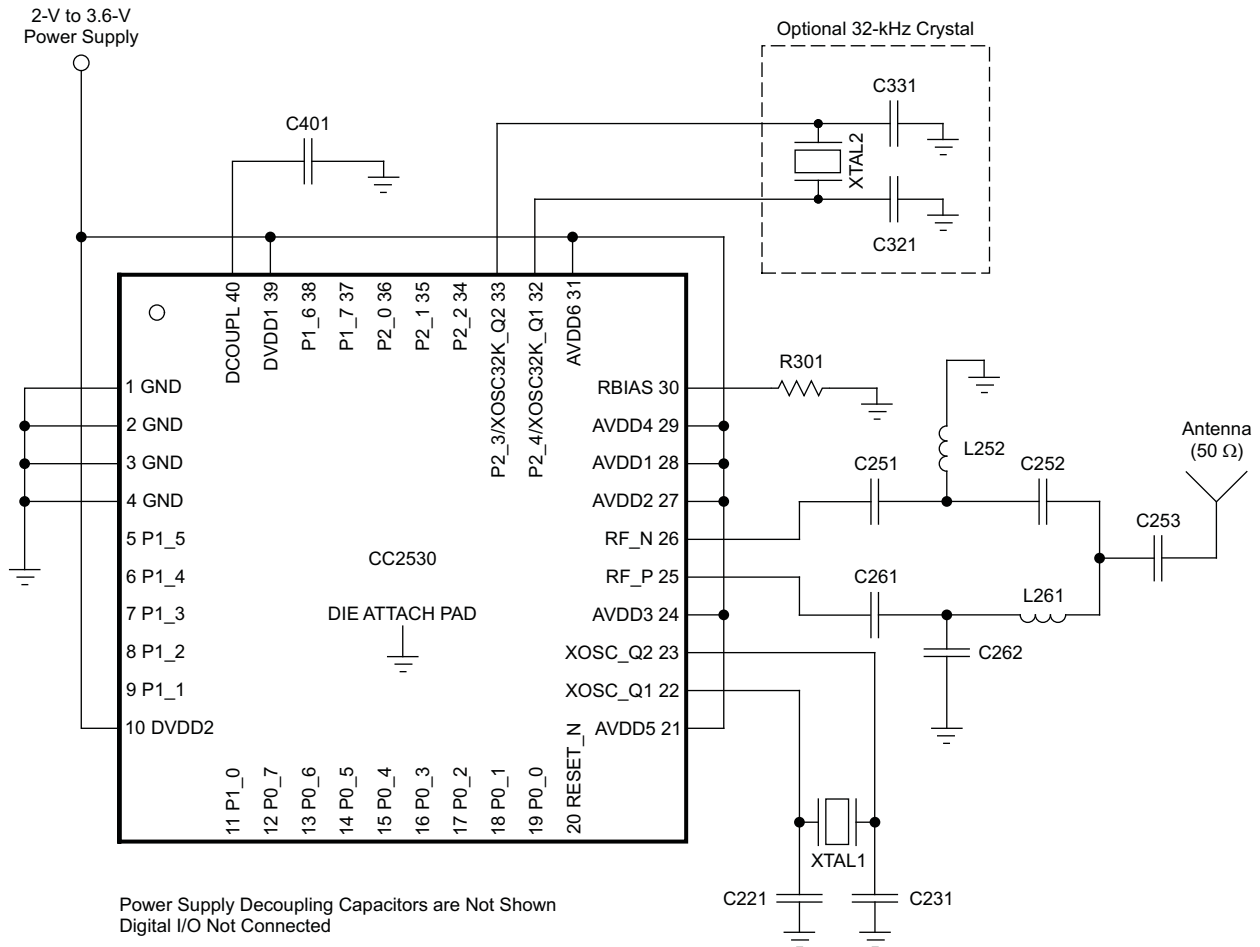 2-V to 3.6-V
Power Supply
Optional 32-kHz Crystal
C331
C401
XTAL2
C321
DCOUPL 40
DVDD1 39
P1_6 38
P1_7 37
P2_0 36
P2_1 35
P2_2 34
P2_3/XOSC32K_Q2 33
P2_4/XOSC32K_Q1 32
AVDD6 31
1 GND
2 GND
3 GND
4 GND
5 P1_5
6 P1_4
7 P1_3
8 P1_2
9 P1_1
10 DVDD2
CC2530
DIE ATTACH PAD
RBIAS 30
AVDD4 29
AVDD1 28
AVDD2 27
RF_N 26
RF_P 25
AVDD3 24
XOSC_Q2 23
XOSC_Q1 22
AVDD5 21
R301
L252
C251
C252
Antenna
(50 Ω)
C253
C261
L261
C262
11 P1_0
12 P0_7
13 P0_6
14 P0_5
15 P0_4
16 P0_3
17 P0_2
18 P0_1
19 P0_0
20 RESET_N
XTAL1
C221
C231
Power Supply Decoupling Capacitors are Not Shown
Digital I/O Not Connected